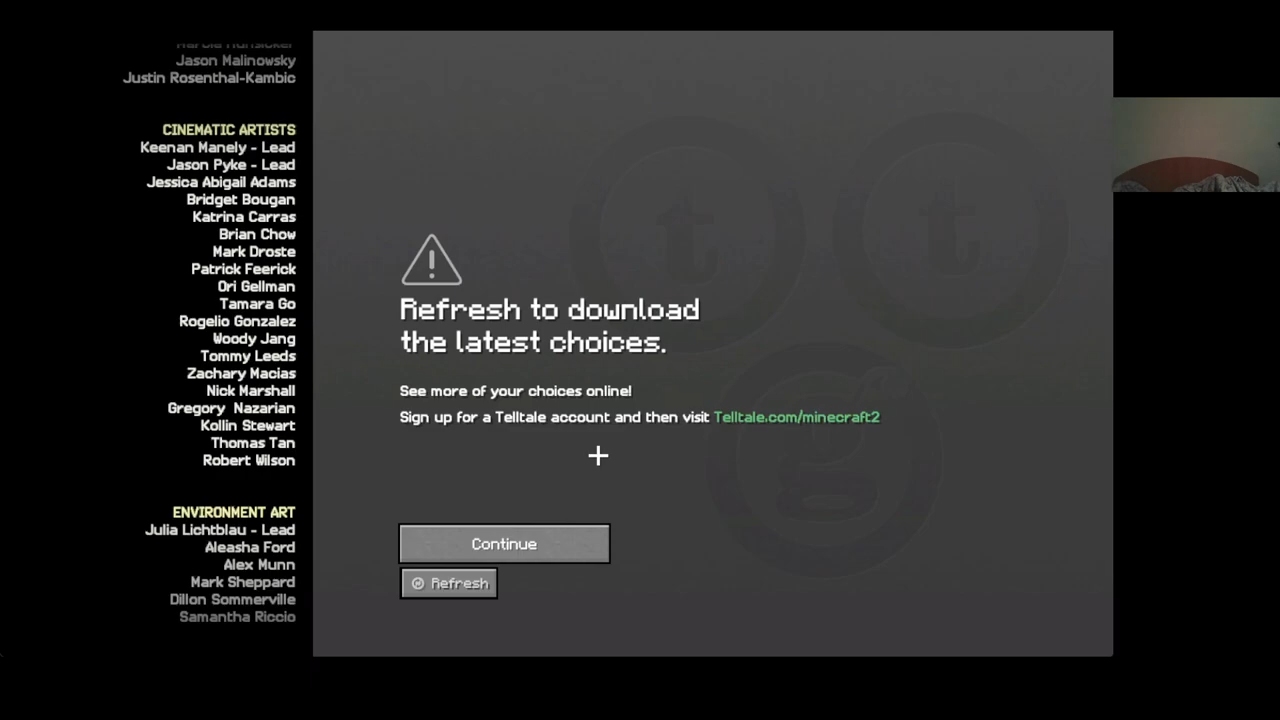 Jason Malinowsky
Justin Rosenthal-Kambic
CINEMATIC ARTISTS
Keenan Manely - Lead
Jason Pyke - Lead
Jessica Abigail Adams
Bridget Bougan
Katrina Carras
Brian Chow
Mark Droste
Patrick Feerick
Ori Gellman
Tamara Go
Rogelio Gonzalez
Woody Jang
Tommy Leeds
Zachary Macias
Nick Marshall
Gregory  Nazarian
Kollin Stewart
Thomas Tan
Robert Wilson
ENVIRONMENT ART
Julia Lichtblau - Lead
Aleasha Ford
Alex Munn
Mark Sheppard
Dillon Sommerville
Samantha Riccio
Refresh to download
the latest choices.
See more of your choices online!
Sign up for a Telltale account and then visit Telltale.com/minecraft2
Continue
Refresh